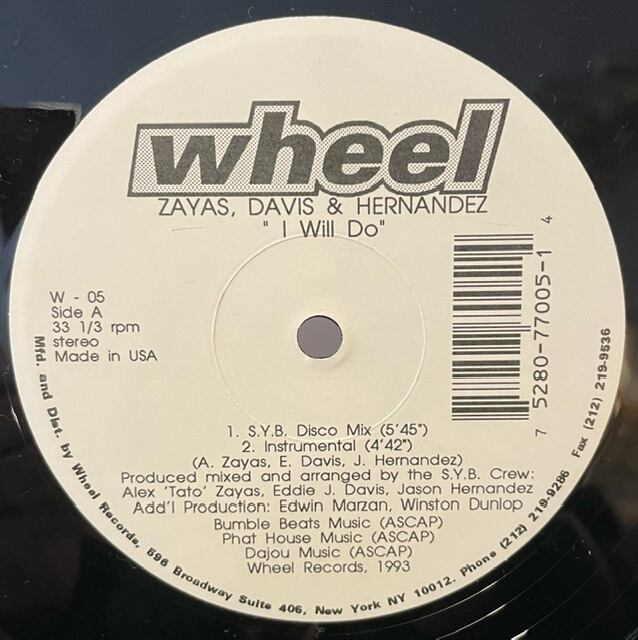 wheel
ZAYAS, DAVIS & HERNANDEZ
" I Will Do"
W - 05
Side A
33 1/3 rpm
stereo
Made in USA
7 5280-77005-1 4
1. S.Y.B. Disco Mix (5'45")
2. Instrumental (4'42")
(A. Zayas, E. Davis, J. Hernandez)
Produced mixed and arranged by the S.Y.B. Crew:
Alex 'Tato' Zayas, Eddie J. Davis, Jason Hernandez
Add'l Production: Edwin Marzan, Winston Dunlop
Bumble Beats Music (ASCAP)
Phat House Music (ASCAP)
Dajou Music (ASCAP)
Wheel Records, 1993
Mfd. and Dist. by Wheel Records, 596 Broadway Suite 406, New York NY 10012. Phone (212) 219-9286 Fax (212) 219-9536